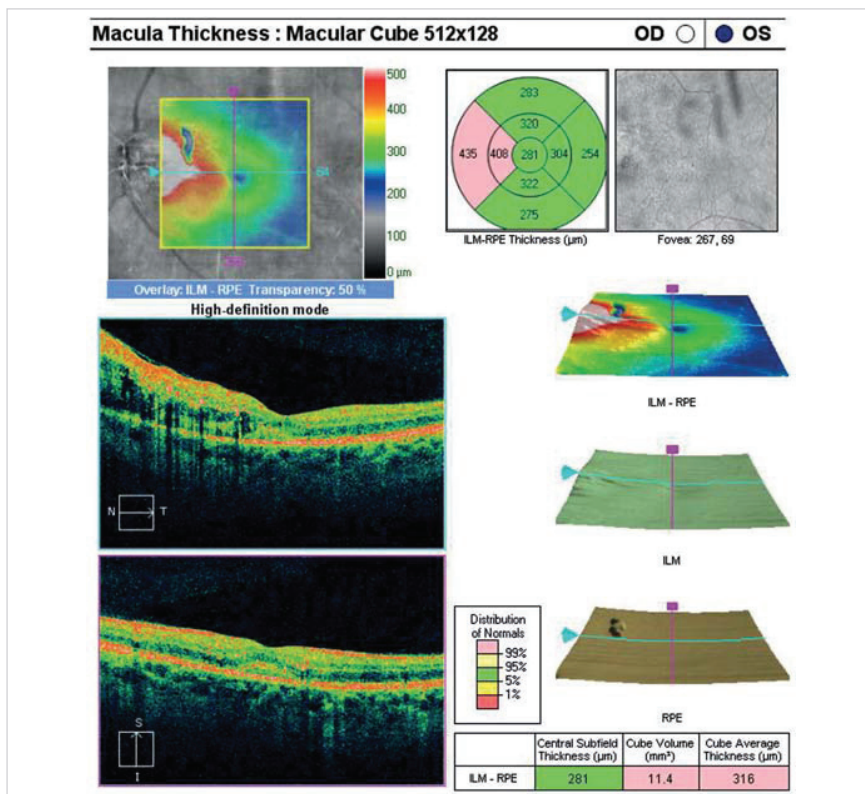 Macula Thickness : Macular Cube 512x128
OD OS
500
400
300
200
100
0 µm
64
Overlay: ILM - RPE Transparency: 50 %
283
320
435 408 281 304 254
322
275
ILM-RPE Thickness (µm)
Fovea: 267, 69
High-definition mode
ILM - RPE
N T
ILM
Distribution
of Normals
99%
95%
5%
1%
S
I
RPE
Central Subfield Thickness (µm) Cube Volume (mm³) Cube Average Thickness (µm)
ILM - RPE 281 11.4 316